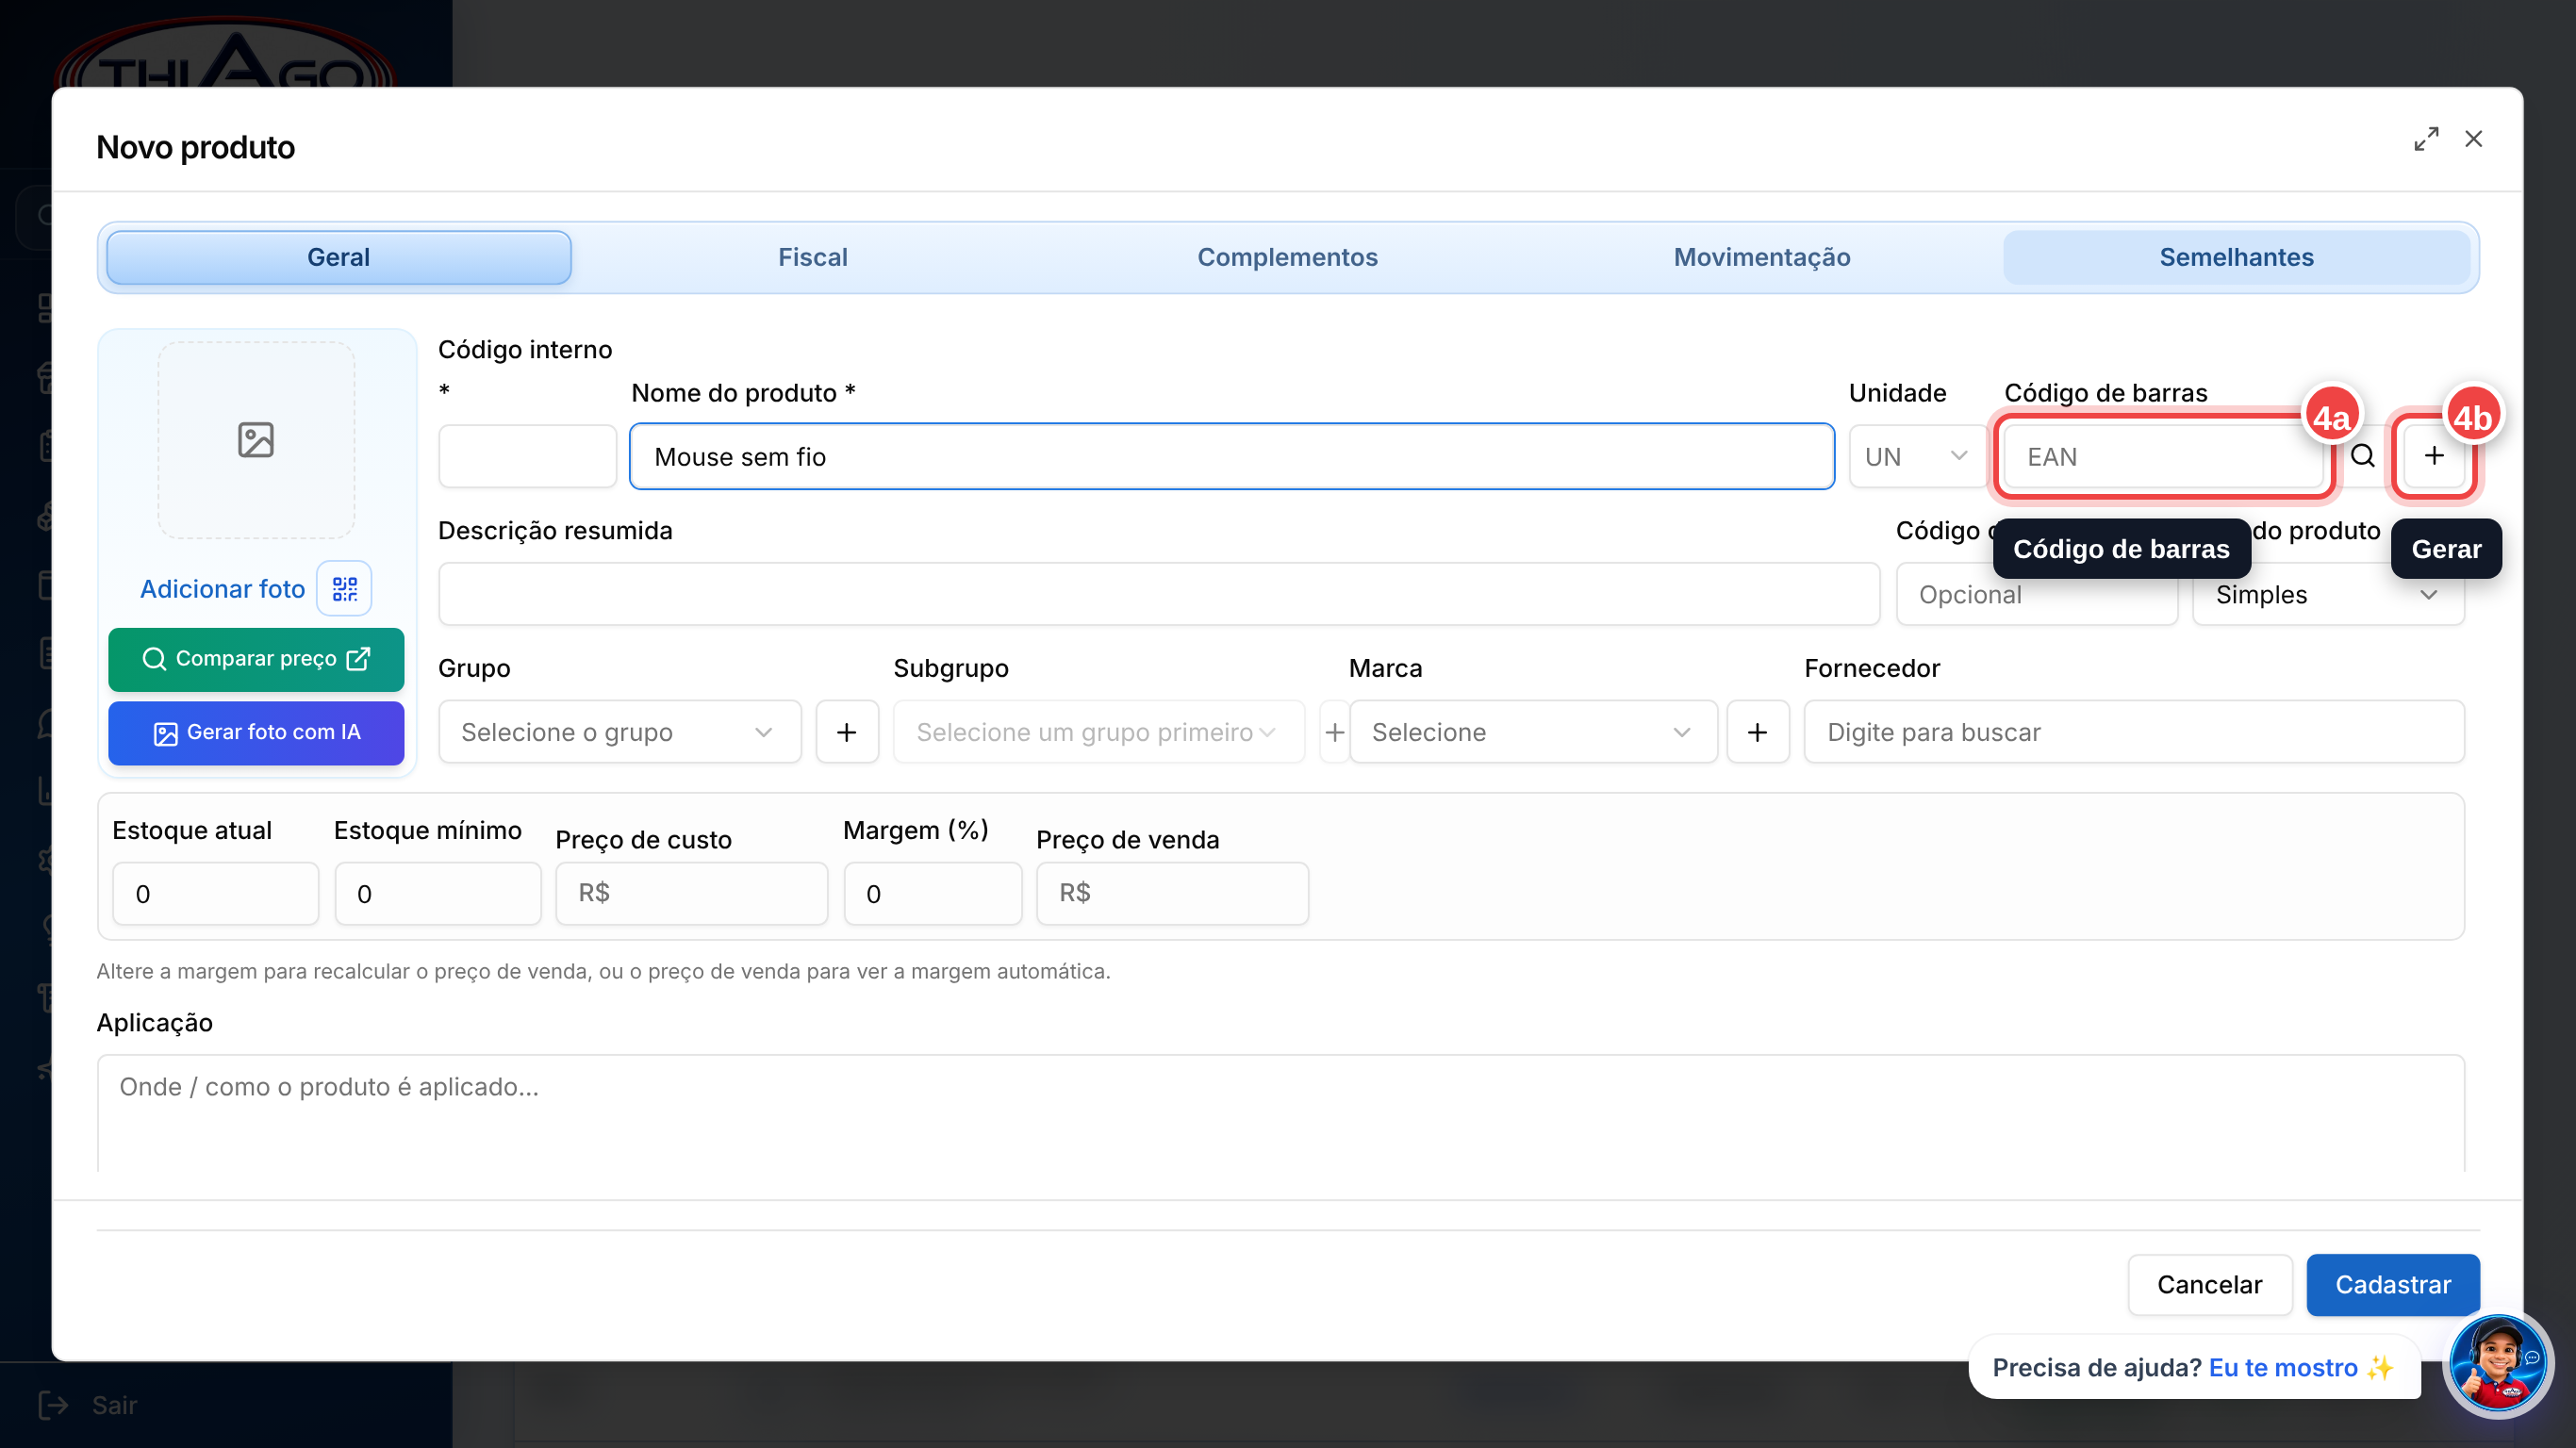 THIAGO
Novo produto
Geral
Fiscal
Complementos
Movimentação
Semelhantes
Código interno
*
Nome do produto *
Unidade
Código de barras
4a
4b
Mouse sem fio
UN
EAN
Descrição resumida
Código
do produto
Código de barras
Gerar
Adicionar foto
Opcional
Simples
Comparar preço
Gerar foto com IA
Grupo
Subgrupo
Marca
Fornecedor
Selecione o grupo
Selecione um grupo primeiro
Selecione
Digite para buscar
Estoque atual
Estoque mínimo
Preço de custo
Margem (%)
Preço de venda
0
0
R$
0
R$
Altere a margem para recalcular o preço de venda, ou o preço de venda para ver a margem automática.
Aplicação
Onde / como o produto é aplicado...
Cancelar
Cadastrar
Precisa de ajuda? Eu te mostro ✨
Sair